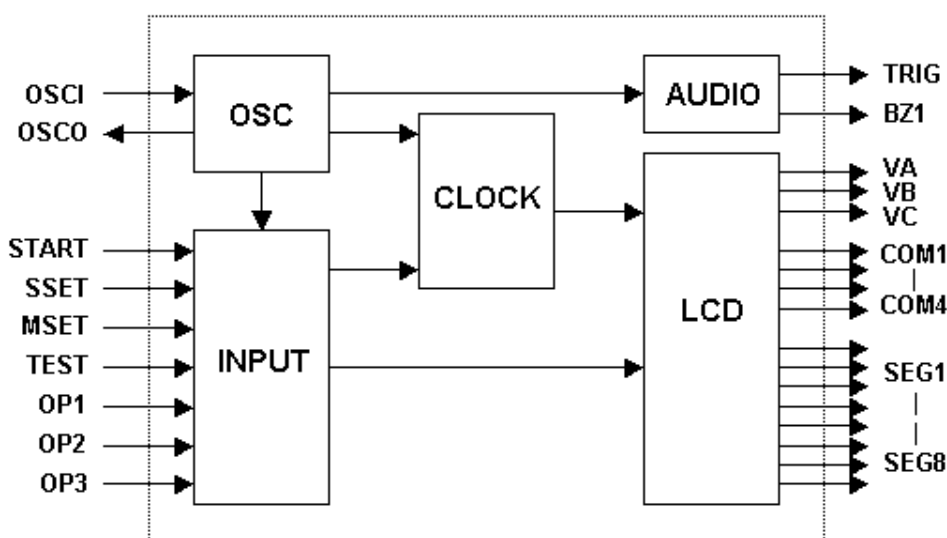 OSCI
OSCO
START
SSET
MSET
TEST
OP1
OP2
OP3
OSC
INPUT
CLOCK
AUDIO
LCD
TRIG
BZ1
VA
VB
VC
COM1
COM4
SEG1
SEG8